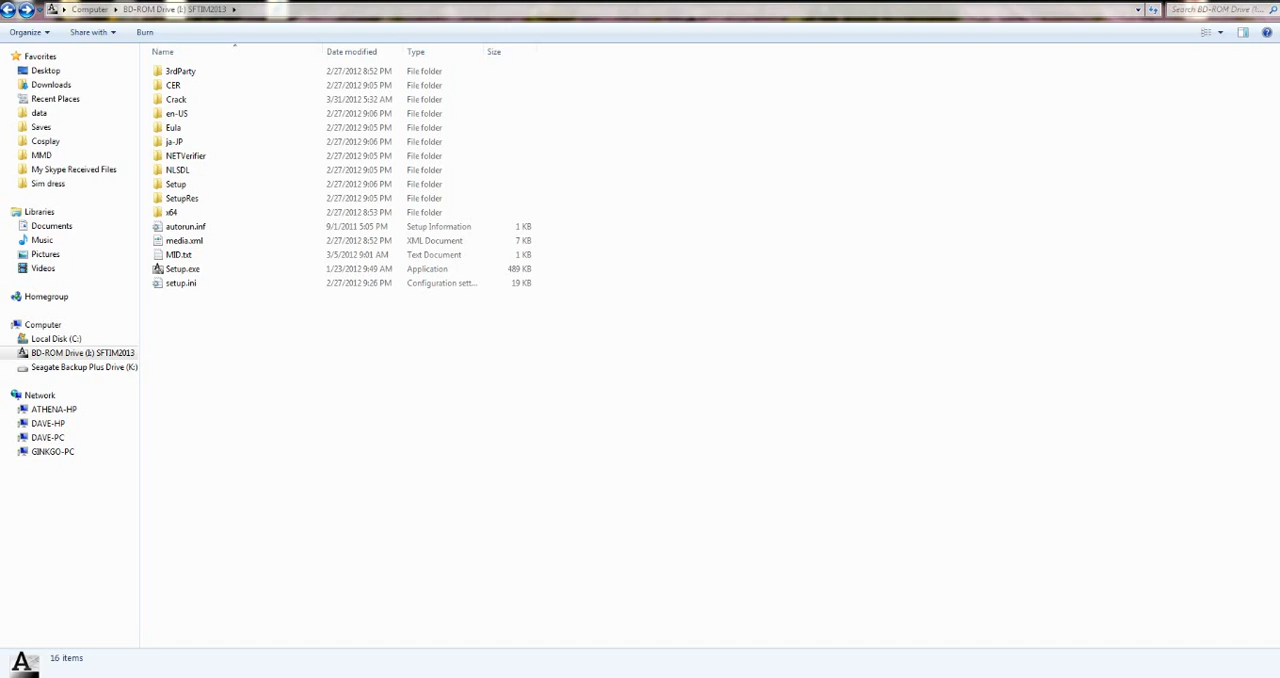 Computer ▸ BD-ROM Drive (I:) SFTIM2013 ▸ Search BD-ROM Drive (I:...
Organize Share with Burn
Name Date modified Type Size
Favorites
Desktop
Downloads
Recent Places
data
Saves
Cosplay
MMD
My Skype Received Files
Sim dress
Libraries
Documents
Music
Pictures
Videos
Homegroup
Computer
Local Disk (C:)
BD-ROM Drive (I:) SFTIM2013
Seagate Backup Plus Drive (K:)
Network
ATHENA-HP
DAVE-HP
DAVE-PC
GINKGO-PC
3rdParty 2/27/2012 8:52 PM File folder
CER 2/27/2012 9:05 PM File folder
Crack 3/31/2012 5:32 AM File folder
en-US 2/27/2012 9:06 PM File folder
Eula 2/27/2012 9:05 PM File folder
ja-JP 2/27/2012 9:06 PM File folder
NETVerifier 2/27/2012 9:05 PM File folder
NLSDL 2/27/2012 9:05 PM File folder
Setup 2/27/2012 9:06 PM File folder
SetupRes 2/27/2012 9:05 PM File folder
x64 2/27/2012 8:53 PM File folder
autorun.inf 9/1/2011 5:05 PM Setup Information 1 KB
media.xml 2/27/2012 8:52 PM XML Document 7 KB
MID.txt 3/5/2012 9:01 AM Text Document 1 KB
Setup.exe 1/23/2012 9:49 AM Application 489 KB
setup.ini 2/27/2012 9:26 PM Configuration sett... 19 KB
A 16 items